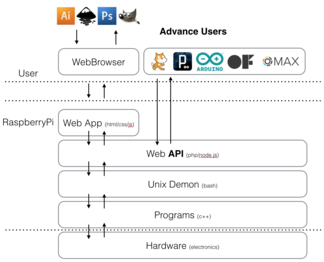 Ai
Ps
Advance Users
WebBrowser
P
ARDUINO
MAX
User
RaspberryPi
Web App (html/css/js)
Web API (php/node.js)
Unix Demon (bash)
Programs (c++)
Hardware (electronics)